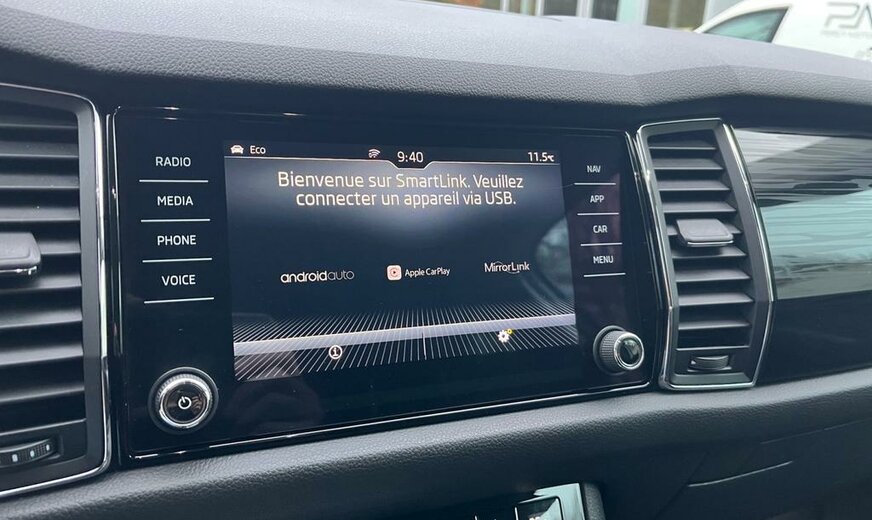 RADIO
MEDIA
PHONE
VOICE
Eco
9:40
11.5°C
Bienvenue sur SmartLink. Veuillez
connecter un appareil via USB.
androidauto
Apple CarPlay
MirrorLink
NAV
APP
CAR
MENU